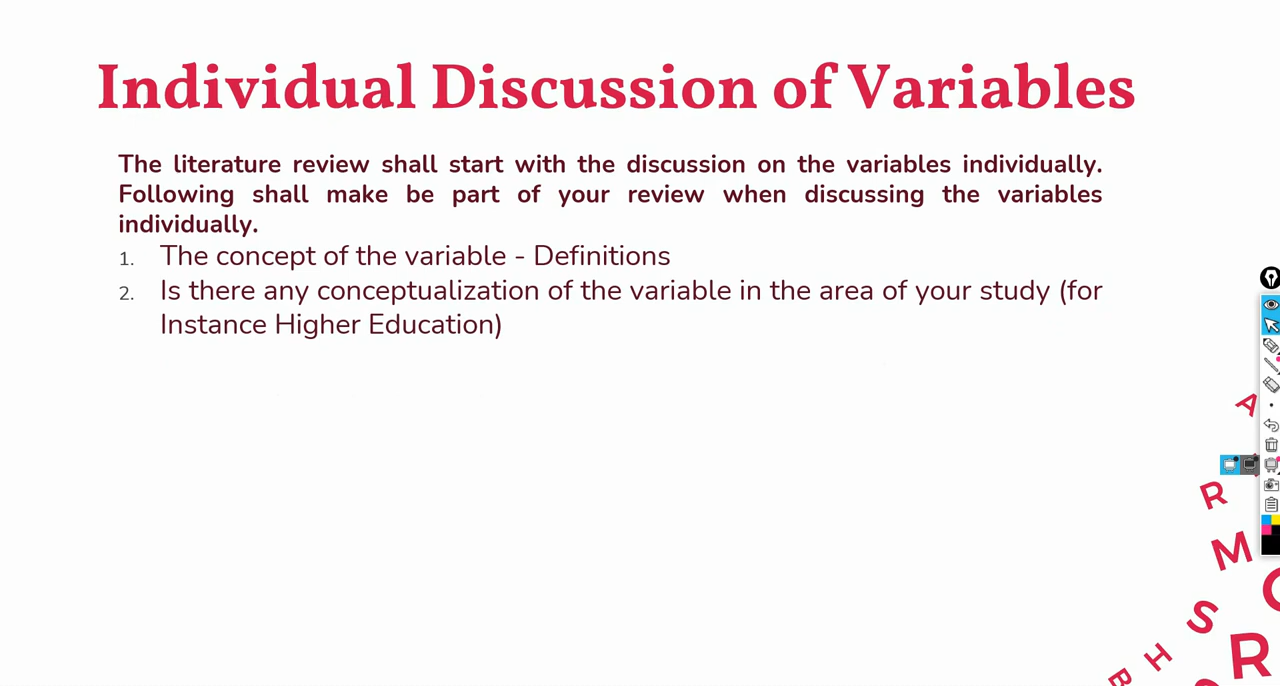 Individual Discussion of Variables
The literature review shall start with the discussion on the variables individually.
Following shall make be part of your review when discussing the variables
individually.
1. The concept of the variable - Definitions
2. Is there any conceptualization of the variable in the area of your study (for
Instance Higher Education)
A
R
M
S
R
H
B